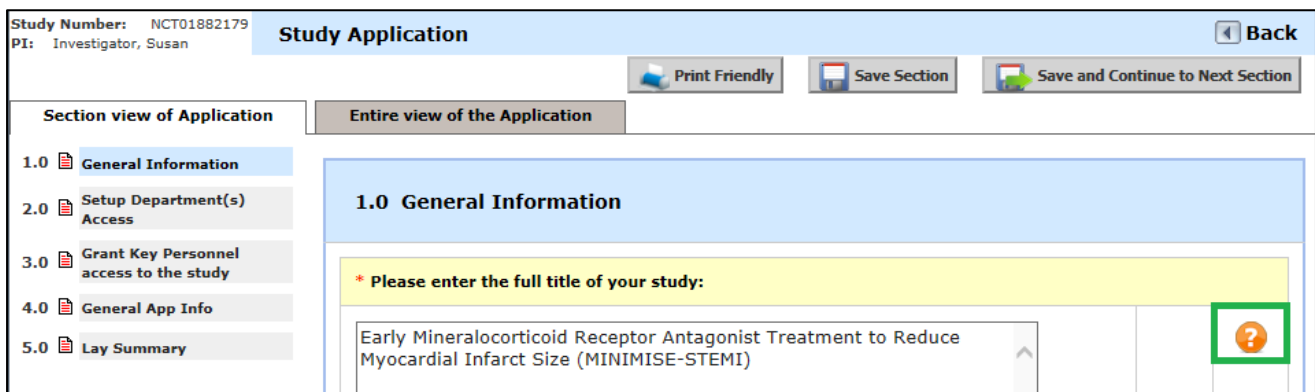 Study Number: NCT01882179
PI: Investigator, Susan
Study Application
Back
Print Friendly
Save Section
Save and Continue to Next Section
Section view of Application
Entire view of the Application
1.0 General Information
2.0 Setup Department(s)
Access
3.0 Grant Key Personnel
access to the study
4.0 General App Info
5.0 Lay Summary
1.0 General Information
* Please enter the full title of your study:
Early Mineralocorticoid Receptor Antagonist Treatment to Reduce
Myocardial Infarct Size (MINIMISE-STEMI)
?